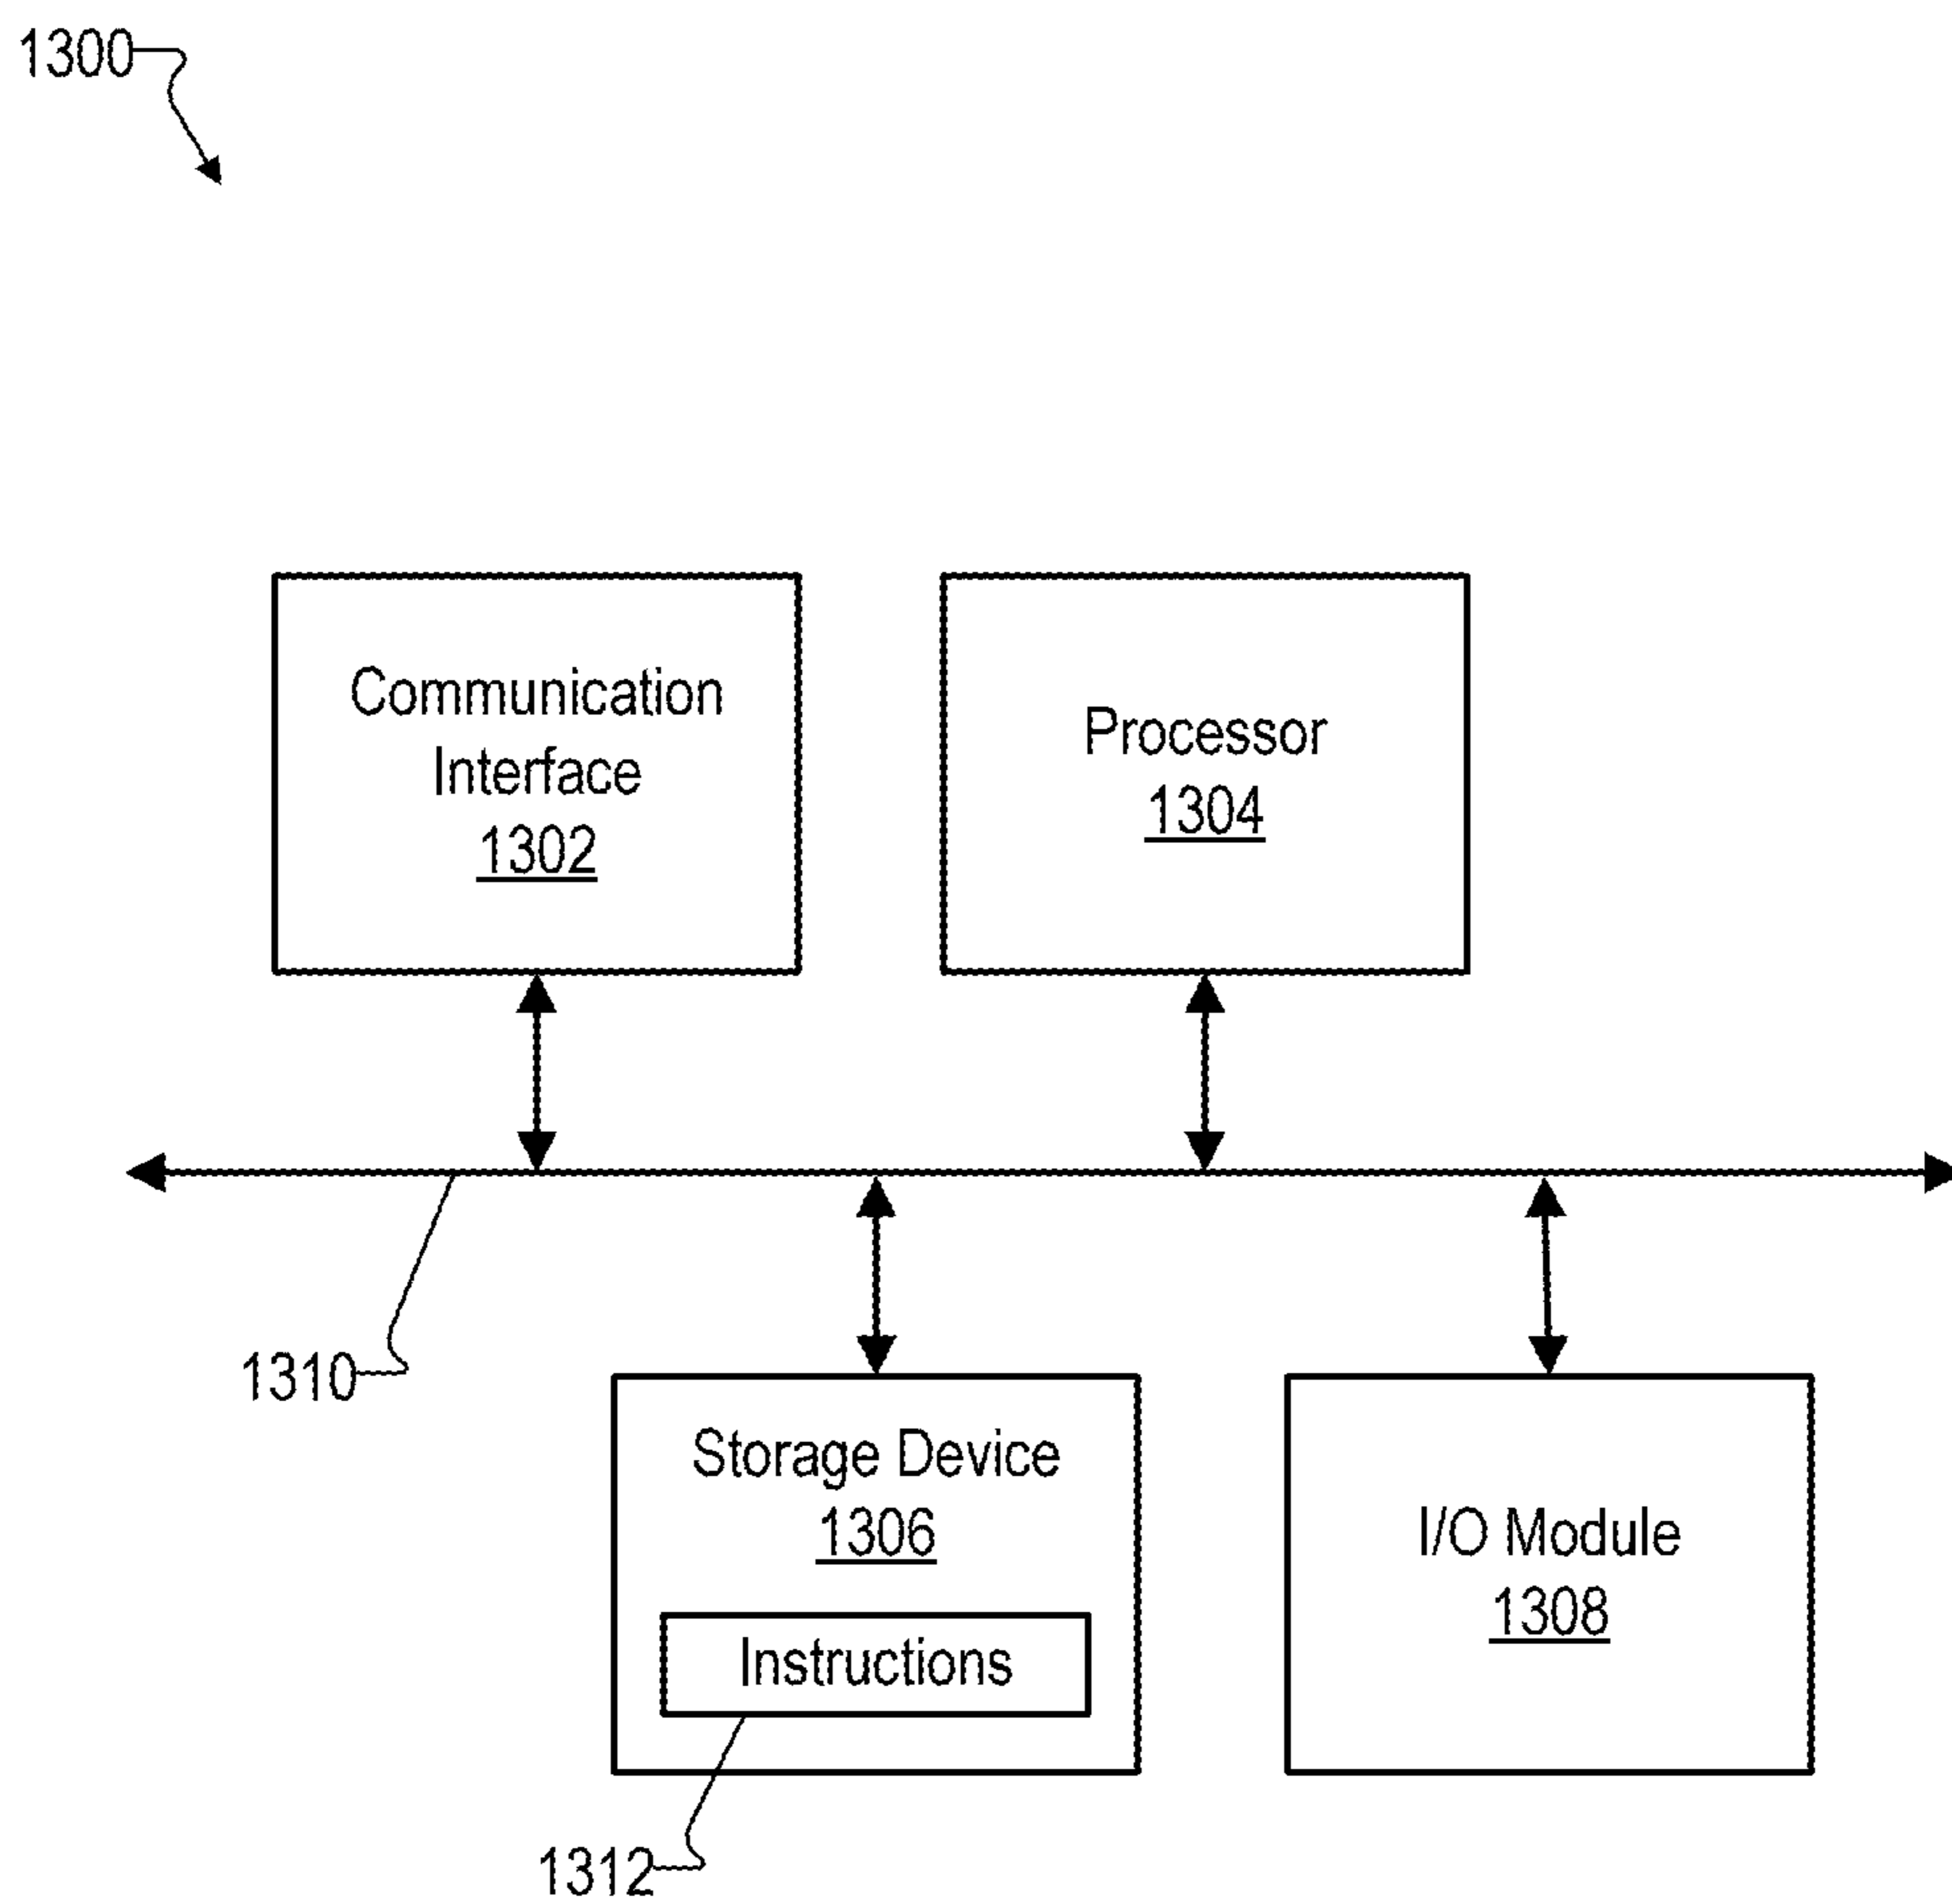 1300
Communication
Interface
1302
Processor
1304
1310
Storage Device
1306
Instructions
1312
I/O Module
1308